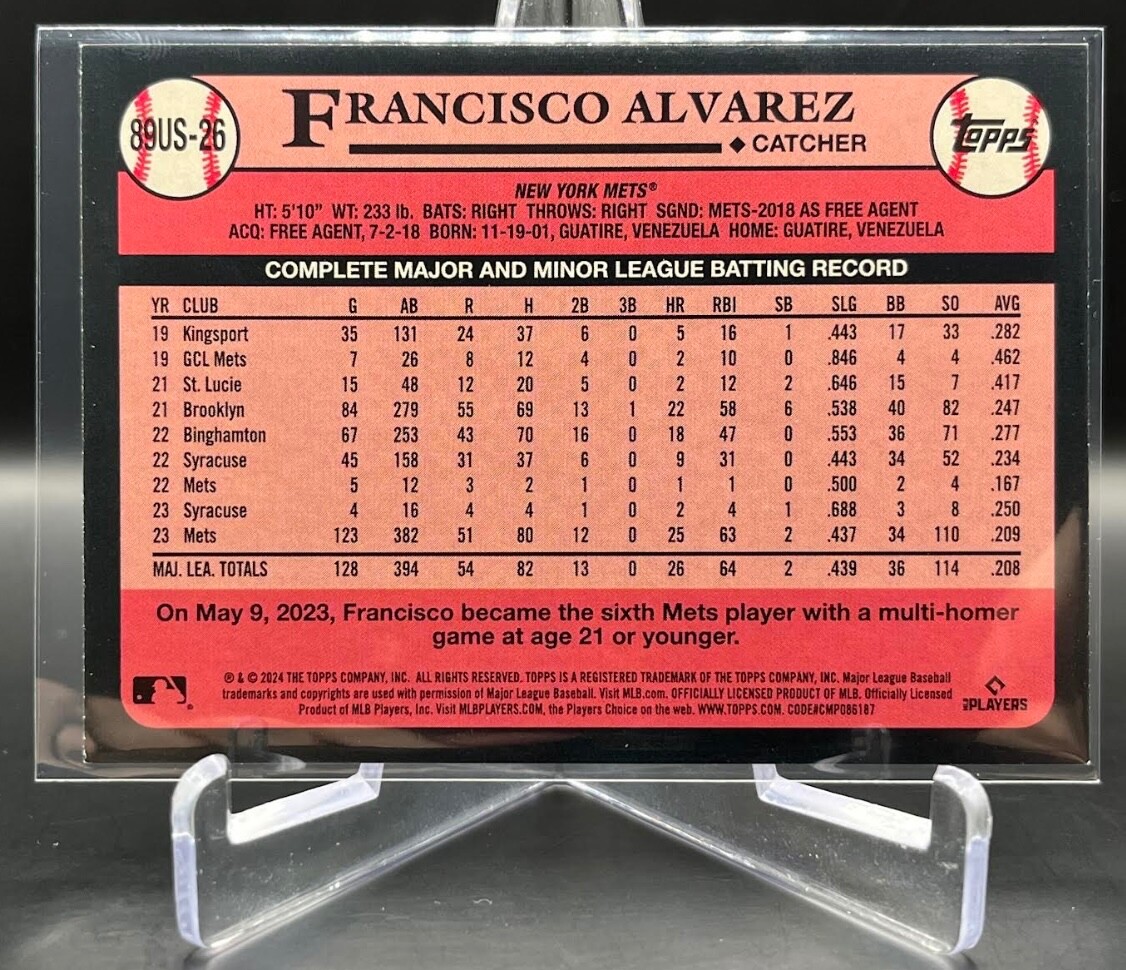 89US-26
FRANCISCO ALVAREZ
◆ CATCHER
topps
NEW YORK METS®
HT: 5'10" WT: 233 lb. BATS: RIGHT THROWS: RIGHT SGND: METS-2018 AS FREE AGENT
ACQ: FREE AGENT, 7-2-18 BORN: 11-19-01, GUATIRE, VENEZUELA HOME: GUATIRE, VENEZUELA
COMPLETE MAJOR AND MINOR LEAGUE BATTING RECORD
YR CLUB G AB R H 2B 3B HR RBI SB SLG BB SO AVG
19 Kingsport 35 131 24 37 6 0 5 16 1 .443 17 33 .282
19 GCL Mets 7 26 8 12 4 0 2 10 0 .846 4 4 .462
21 St. Lucie 15 48 12 20 5 0 2 12 2 .646 15 7 .417
21 Brooklyn 84 279 55 69 13 1 22 58 6 .538 40 82 .247
22 Binghamton 67 253 43 70 16 0 18 47 0 .553 36 71 .277
22 Syracuse 45 158 31 37 6 0 9 31 0 .443 34 52 .234
22 Mets 5 12 3 2 1 0 1 1 0 .500 2 4 .167
23 Syracuse 4 16 4 4 1 0 2 4 1 .688 3 8 .250
23 Mets 123 382 51 80 12 0 25 63 2 .437 34 110 .209
MAJ. LEA. TOTALS 128 394 54 82 13 0 26 64 2 .439 36 114 .208
On May 9, 2023, Francisco became the sixth Mets player with a multi-homer
game at age 21 or younger.
® & © 2024 THE TOPPS COMPANY, INC. ALL RIGHTS RESERVED. TOPPS IS A REGISTERED TRADEMARK OF THE TOPPS COMPANY, INC. Major League Baseball
trademarks and copyrights are used with permission of Major League Baseball. Visit MLB.com. OFFICIALLY LICENSED PRODUCT OF MLB. Officially Licensed
Product of MLB Players, Inc. Visit MLBPLAYERS.COM, the Players Choice on the web. WWW.TOPPS.COM. CODE#CMP086187
MLB PLAYERS